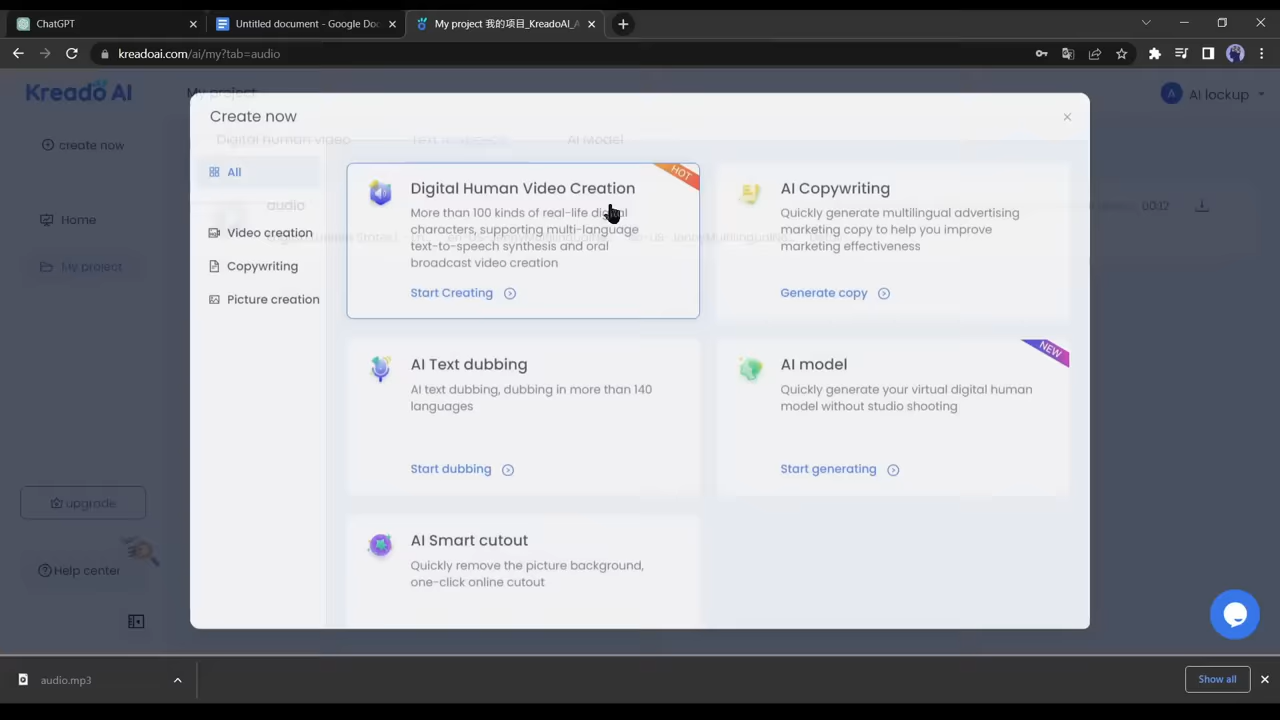 ChatGPT
Untitled document - Google Doc
My project 我的项目_KreadoAI_A
kreadoai.com/ai/my?tab=audio
Kreado AI
My project
AI lockup
Create now
create now
Digital human video
AI Model
All
Home
audio
Video creation
My project
Copywriting
Picture creation
Digital Human Video Creation
HOT
More than 100 kinds of real-life digital
characters, supporting multi-language
text-to-speech synthesis and oral
broadcast video creation
Start Creating
AI Copywriting
Quickly generate multilingual advertising
marketing copy to help you improve
marketing effectiveness
Generate copy
00:12
AI Text dubbing
AI text dubbing, dubbing in more than 140
languages
Start dubbing
AI model
NEW
Quickly generate your virtual digital human
model without studio shooting
Start generating
AI Smart cutout
Quickly remove the picture background,
one-click online cutout
upgrade
Help center
audio.mp3
Show all